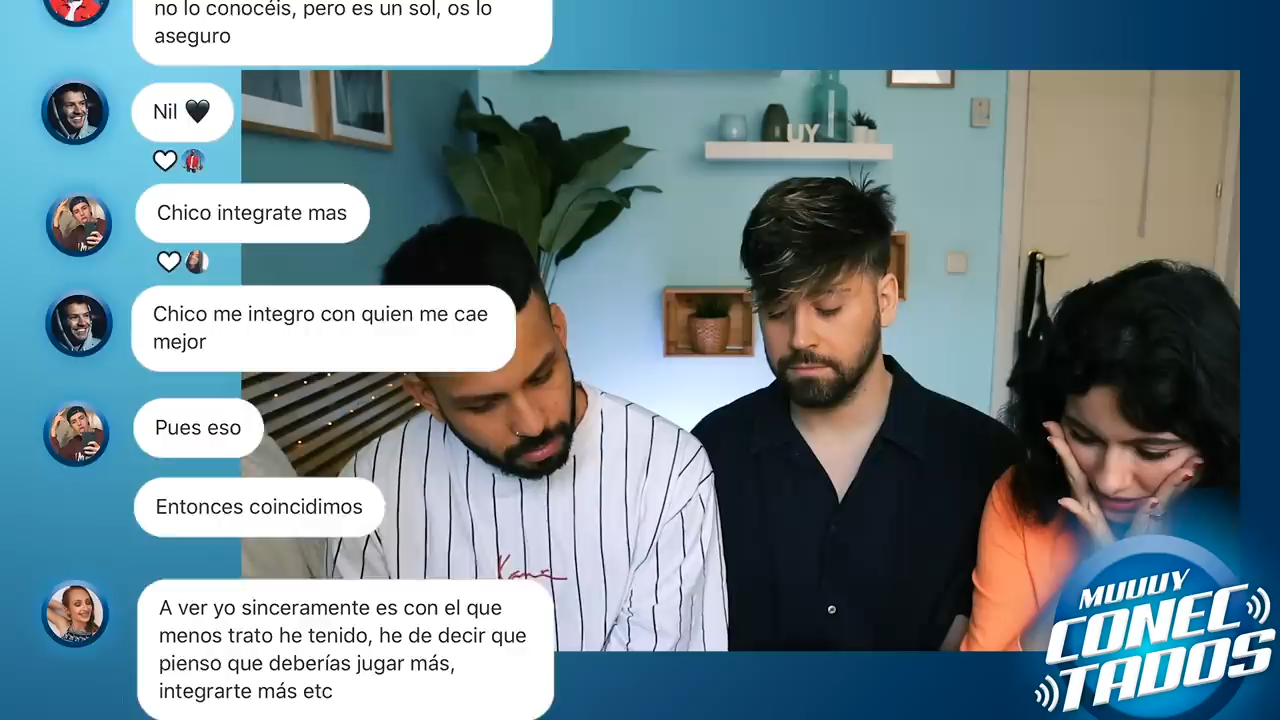 no lo conocéis, pero es un sol, os lo
aseguro
Nil 🖤
Chico integrate mas
Chico me integro con quien me cae
mejor
Pues eso
Entonces coincidimos
A ver yo sinceramente es con el que
menos trato he tenido, he de decir que
pienso que deberías jugar más,
integrarte más etc
UY
MUUUY
CONEC
TADOS